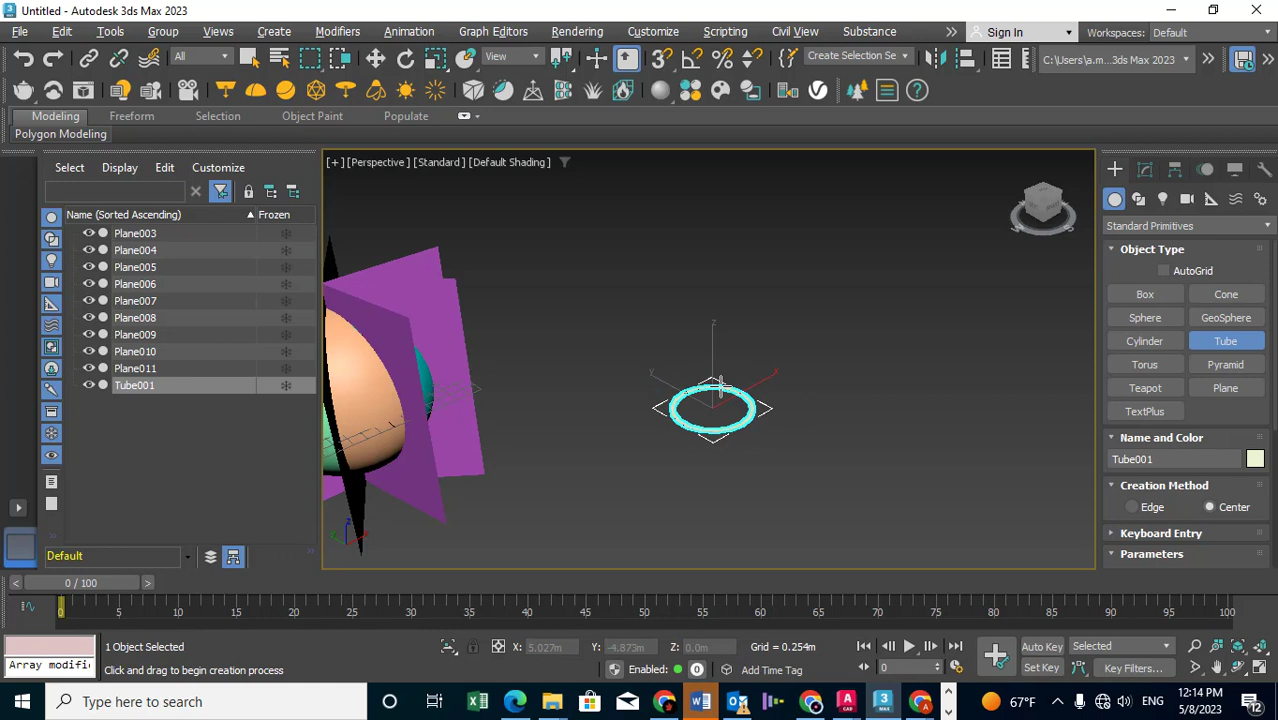 Untitled - Autodesk 3ds Max 2023
File Edit Tools Group Views Create Modifiers Animation Graph Editors Rendering Customize Scripting Civil View Substance Sign In Workspaces: Default
All View Create Selection Se C:\Users\a.m...3ds Max 2023
Modeling Freeform Selection Object Paint Populate
Polygon Modeling
Select Display Edit Customize
Name (Sorted Ascending) Frozen
Plane003
Plane004
Plane005
Plane006
Plane007
Plane008
Plane009
Plane010
Plane011
Tube001
Default
[+] [Perspective] [Standard] [Default Shading]
z
y
x
Standard Primitives
Object Type
AutoGrid
Box Cone
Sphere GeoSphere
Cylinder Tube
Torus Pyramid
Teapot Plane
TextPlus
Name and Color
Tube001
Creation Method
Edge Center
Keyboard Entry
Parameters
< 0 / 100 >
0 5 10 15 20 25 30 35 40 45 50 55 60 65 70 75 80 85 90 95 100
1 Object Selected X: 5.027m Y: -4.873m Z: 0.0m Grid = 0.254m Auto Key Selected
Array modifi Click and drag to begin creation process Enabled: 0 Add Time Tag 0 Set Key Key Filters...
Type here to search 67°F ENG 12:14 PM 5/8/2023 12